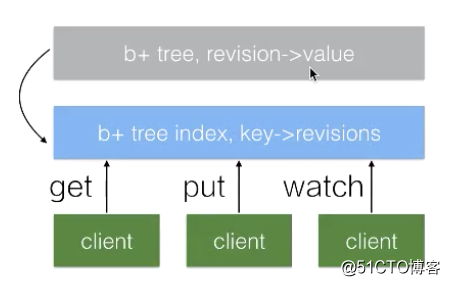 b+ tree, revision->value
b+ tree index, key->revisions
get put watch
client client client
@51CTO博客